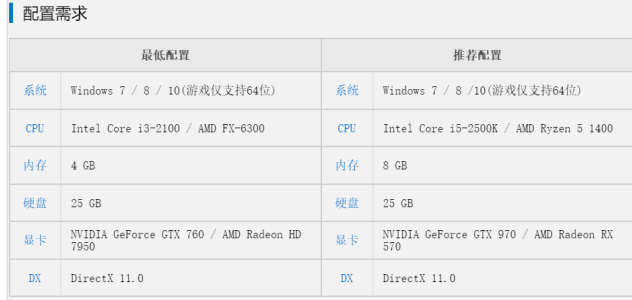 配置需求
最低配置 推荐配置
系统 Windows 7 / 8 / 10(游戏仅支持64位) 系统 Windows 7 / 8 /10(游戏仅支持64位)
CPU Intel Core i3-2100 / AMD FX-6300 CPU Intel Core i5-2500K / AMD Ryzen 5 1400
内存 4 GB 内存 8 GB
硬盘 25 GB 硬盘 25 GB
显卡 NVIDIA GeForce GTX 760 / AMD Radeon HD 显卡 NVIDIA GeForce GTX 970 / AMD Radeon RX
7950 570
DX DirectX 11.0 DX DirectX 11.0